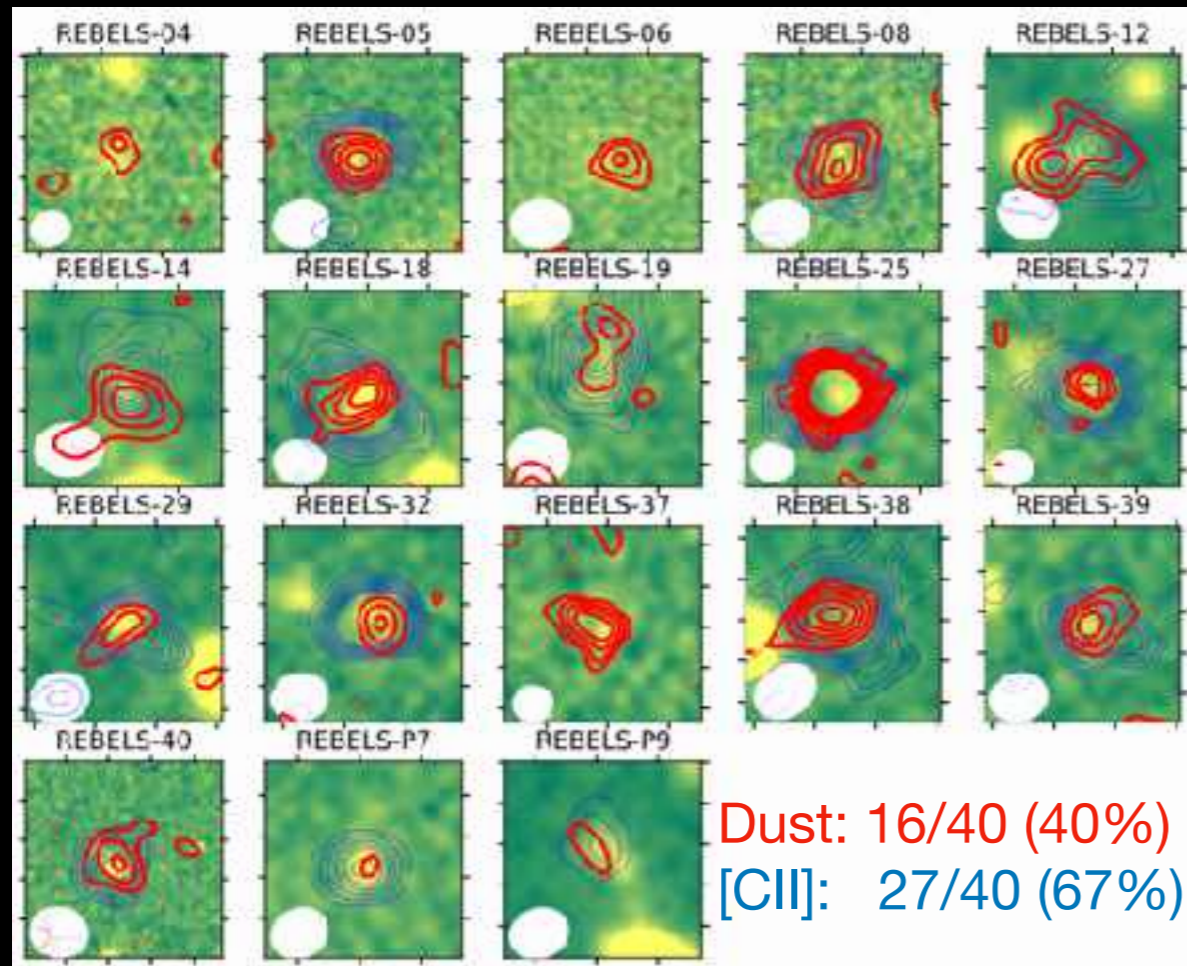 REBELS-04 REBELS-05 REBELS-06 REBELS-08 REBELS-12
REBELS-14 REBELS-18 REBELS-19 REBELS-25 REBELS-27
REBELS-29 REBELS-32 REBELS-37 REBELS-38 REBELS-39
REBELS-40 REBELS-P7 REBELS-P9
Dust: 16/40 (40%)
[CII]: 27/40 (67%)